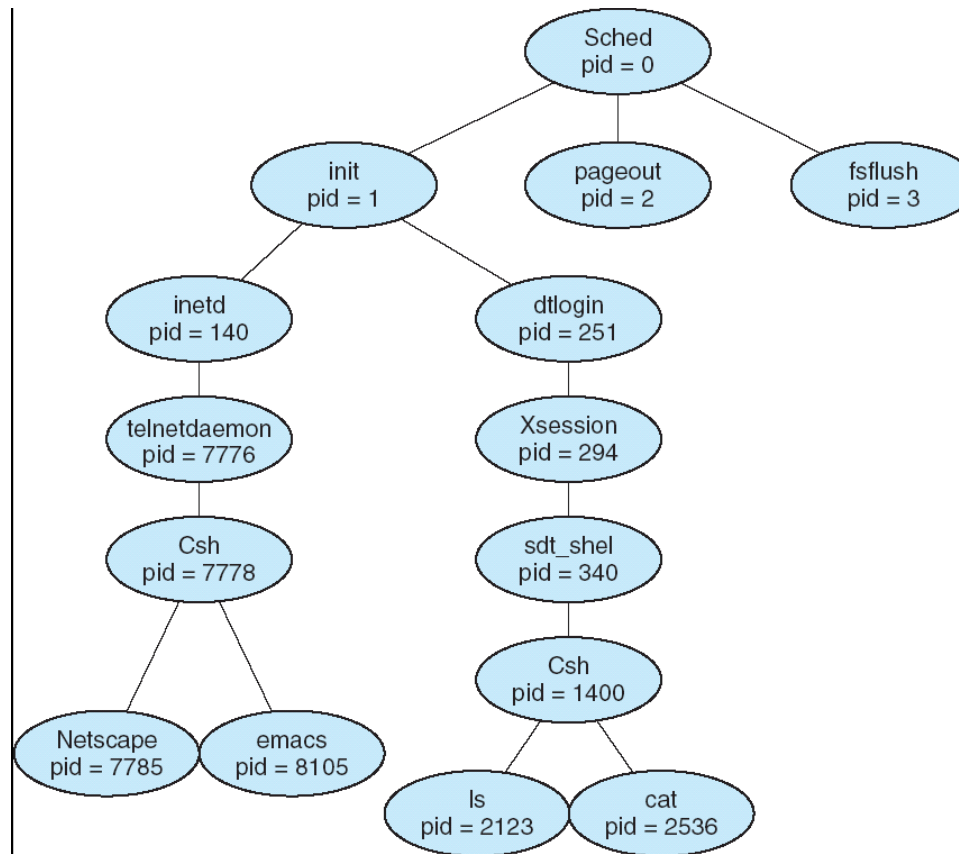 Sched
pid = 0
init
pid = 1
pageout
pid = 2
fsflush
pid = 3
inetd
pid = 140
dtlogin
pid = 251
telnetdaemon
pid = 7776
Xsession
pid = 294
Csh
pid = 7778
sdt_shel
pid = 340
Csh
pid = 1400
Netscape
pid = 7785
emacs
pid = 8105
ls
pid = 2123
cat
pid = 2536